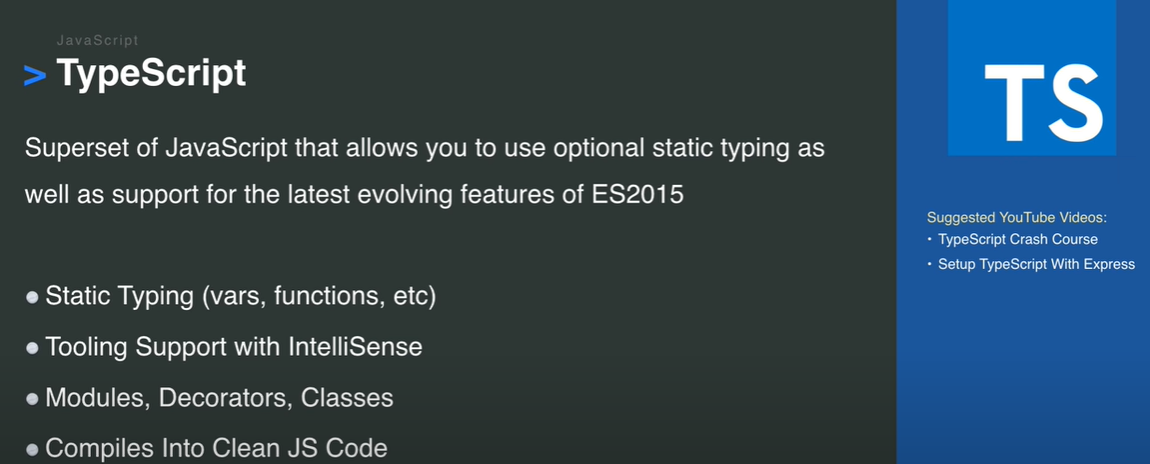 JavaScript
> TypeScript
Superset of JavaScript that allows you to use optional static typing as
well as support for the latest evolving features of ES2015
• Static Typing (vars, functions, etc)
• Tooling Support with IntelliSense
• Modules, Decorators, Classes
• Compiles Into Clean JS Code
TS
Suggested YouTube Videos:
• TypeScript Crash Course
• Setup TypeScript With Express